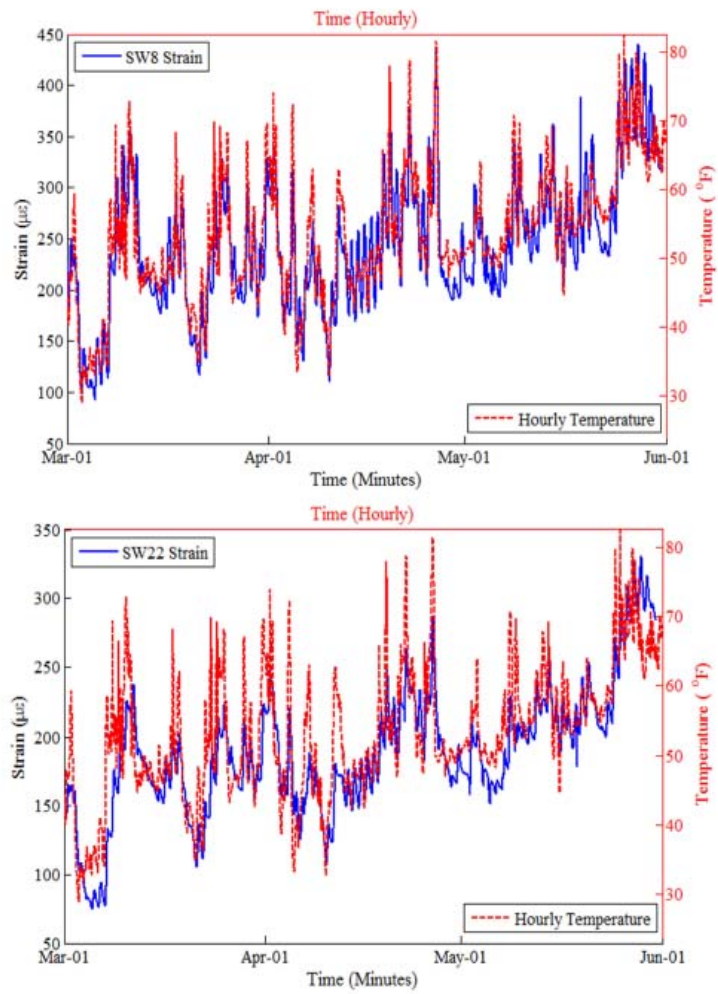 Time (Hourly)
450
400
350
300
250
200
150
100
50
80
70
60
50
40
30
SW8 Strain
Hourly Temperature
Strain (με)
Temperature ( °F)
Mar-01
Apr-01
May-01
Jun-01
Time (Minutes)
Time (Hourly)
350
300
250
200
150
100
50
80
70
60
50
40
30
SW22 Strain
Hourly Temperature
Strain (με)
Temperature ( °F)
Mar-01
Apr-01
May-01
Jun-01
Time (Minutes)